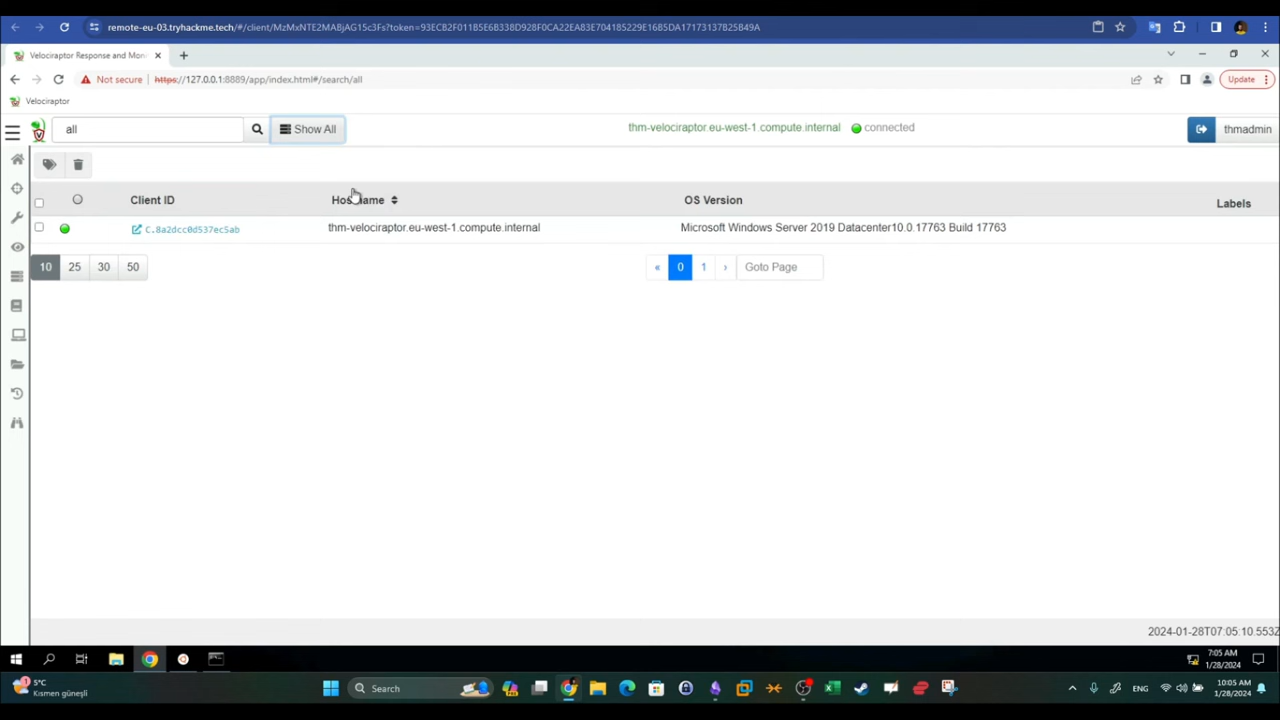 remote-eu-03.tryhackme.tech/#/client/MzMxNTE2MABjAG15c3Fs?token=93ECB2F011B5E6B338D928F0CA22EA83E704185229E16B5DA17173137B25B49A
Velociraptor Response and Mon
Not secure https://127.0.0.1:8889/app/index.html#/search/all
Update
Velociraptor
all
Show All
thm-velociraptor.eu-west-1.compute.internal connected
thmadmin
Client ID Hostname OS Version Labels
C.8a2dcc0d537ec5ab thm-velociraptor.eu-west-1.compute.internal Microsoft Windows Server 2019 Datacenter10.0.17763 Build 17763
10 25 30 50 « 0 1 › Goto Page
2024-01-28T07:05:10.553Z
7:05 AM
1/28/2024
5°C
Kısmen güneşli
Search
ENG
10:05 AM
1/28/2024